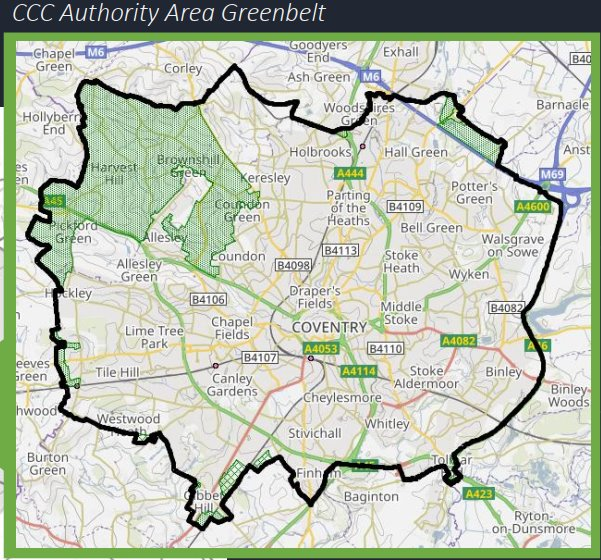 CCC Authority Area Greenbelt
Chapel
Green
M6
Corley
Goodyers
End
Ash Green
M6
Exhall
B40
Hollyberry
End
Woodshires
Green
Barnacle
Holbrooks
Hall Green
Anst
Harvest
Hill
Brownshill
Green
Keresley
A444
M69
Potter's
Green
A45
Coundon
Green
Parting
of the
Heaths
B4109
A4600
Pickford
Green
Allesley
Bell Green
Walsgrave
on Sowe
Allesley
Green
Coundon
B4098
B4113
Stoke
Heath
Wyken
Hockley
B4106
Draper's
Fields
Middle
Stoke
B4082
Lime Tree
Park
Chapel
Fields
COVENTRY
A4053
B4110
A4082
A46
Reeves
Green
Tile Hill
B4107
Canley
Gardens
A4114
Stoke
Aldermoor
Binley
Cheylesmore
Binley
Woods
hwood
Westwood
Heath
Whitley
Stivichall
Burton
Green
Gibbet
Hill
Finham
Baginton
A423
Ryton-
on-Dunsmore